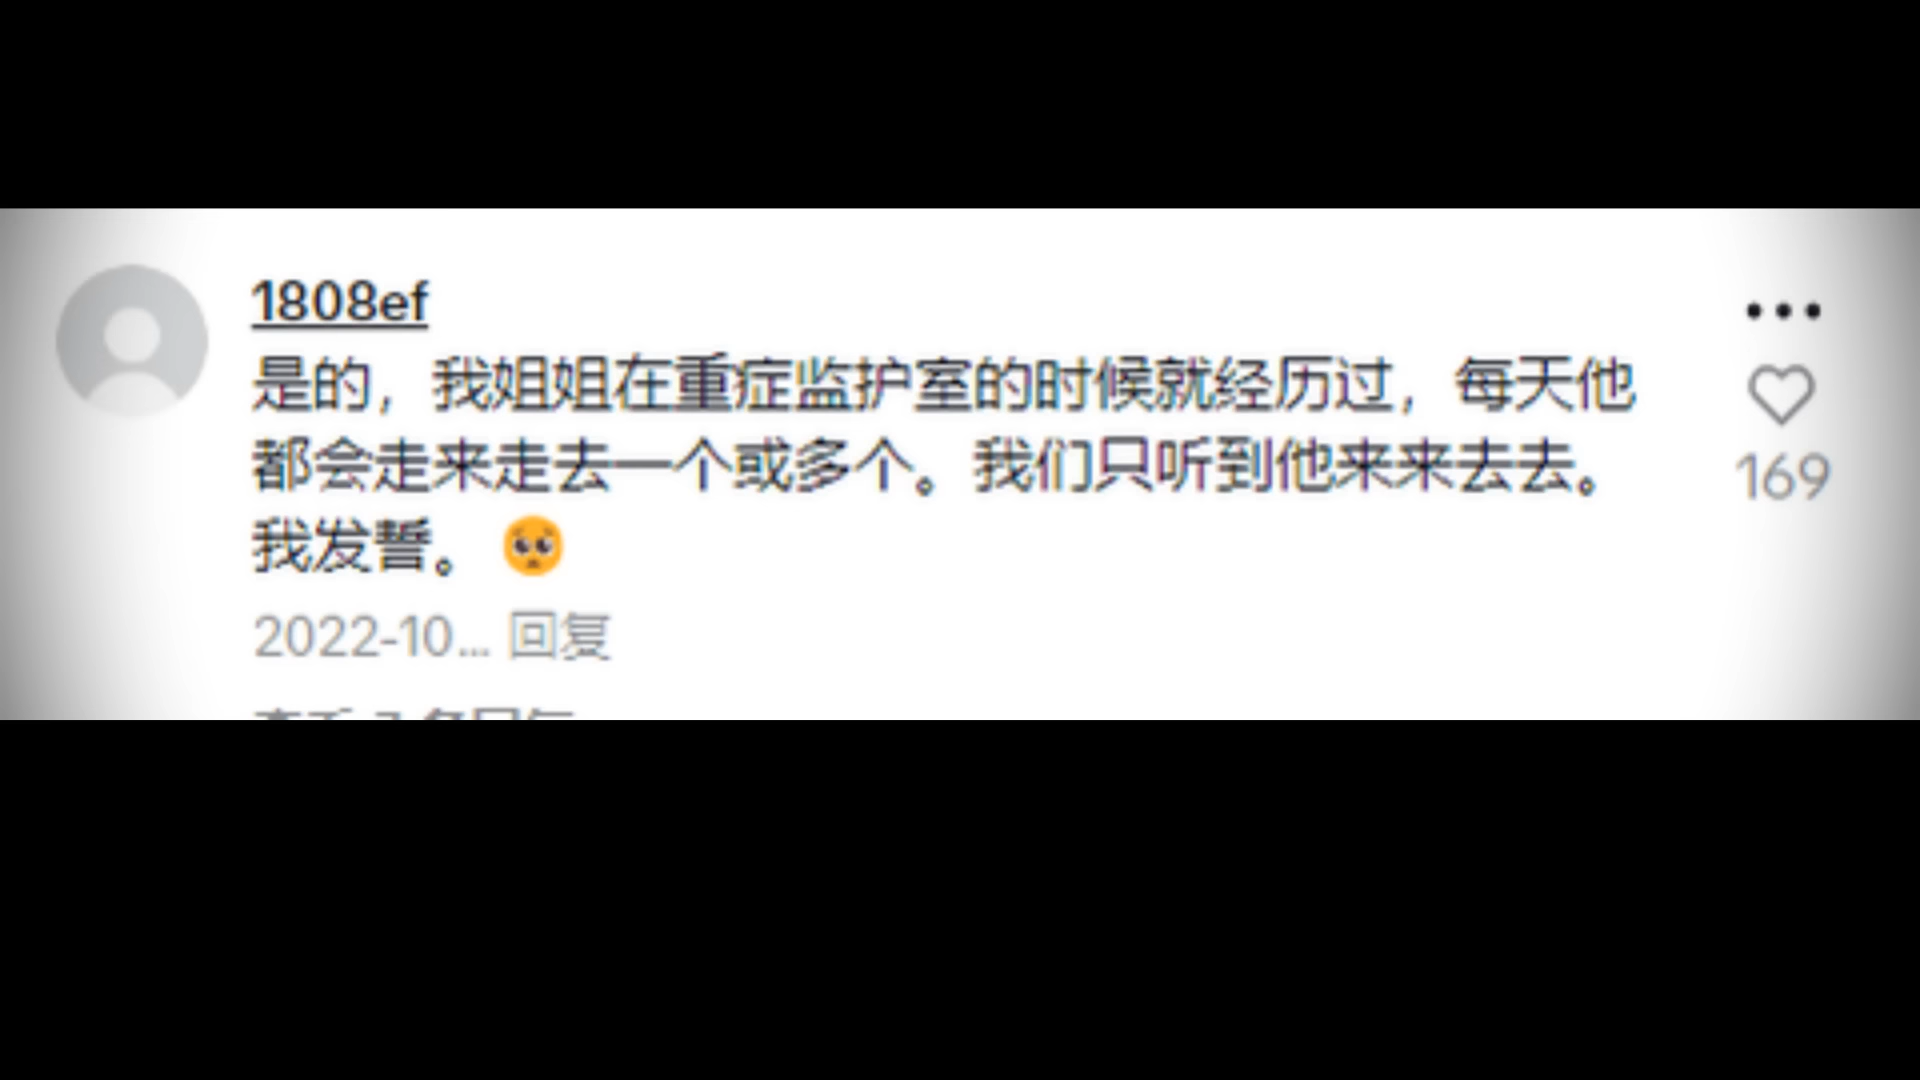 1808ef
是的，我姐姐在重症监护室的时候就经历过，每天他
都会走来走去一个或多个。我们只听到他来来去去。
我发誓。 🥺
2022-10... 回复
169